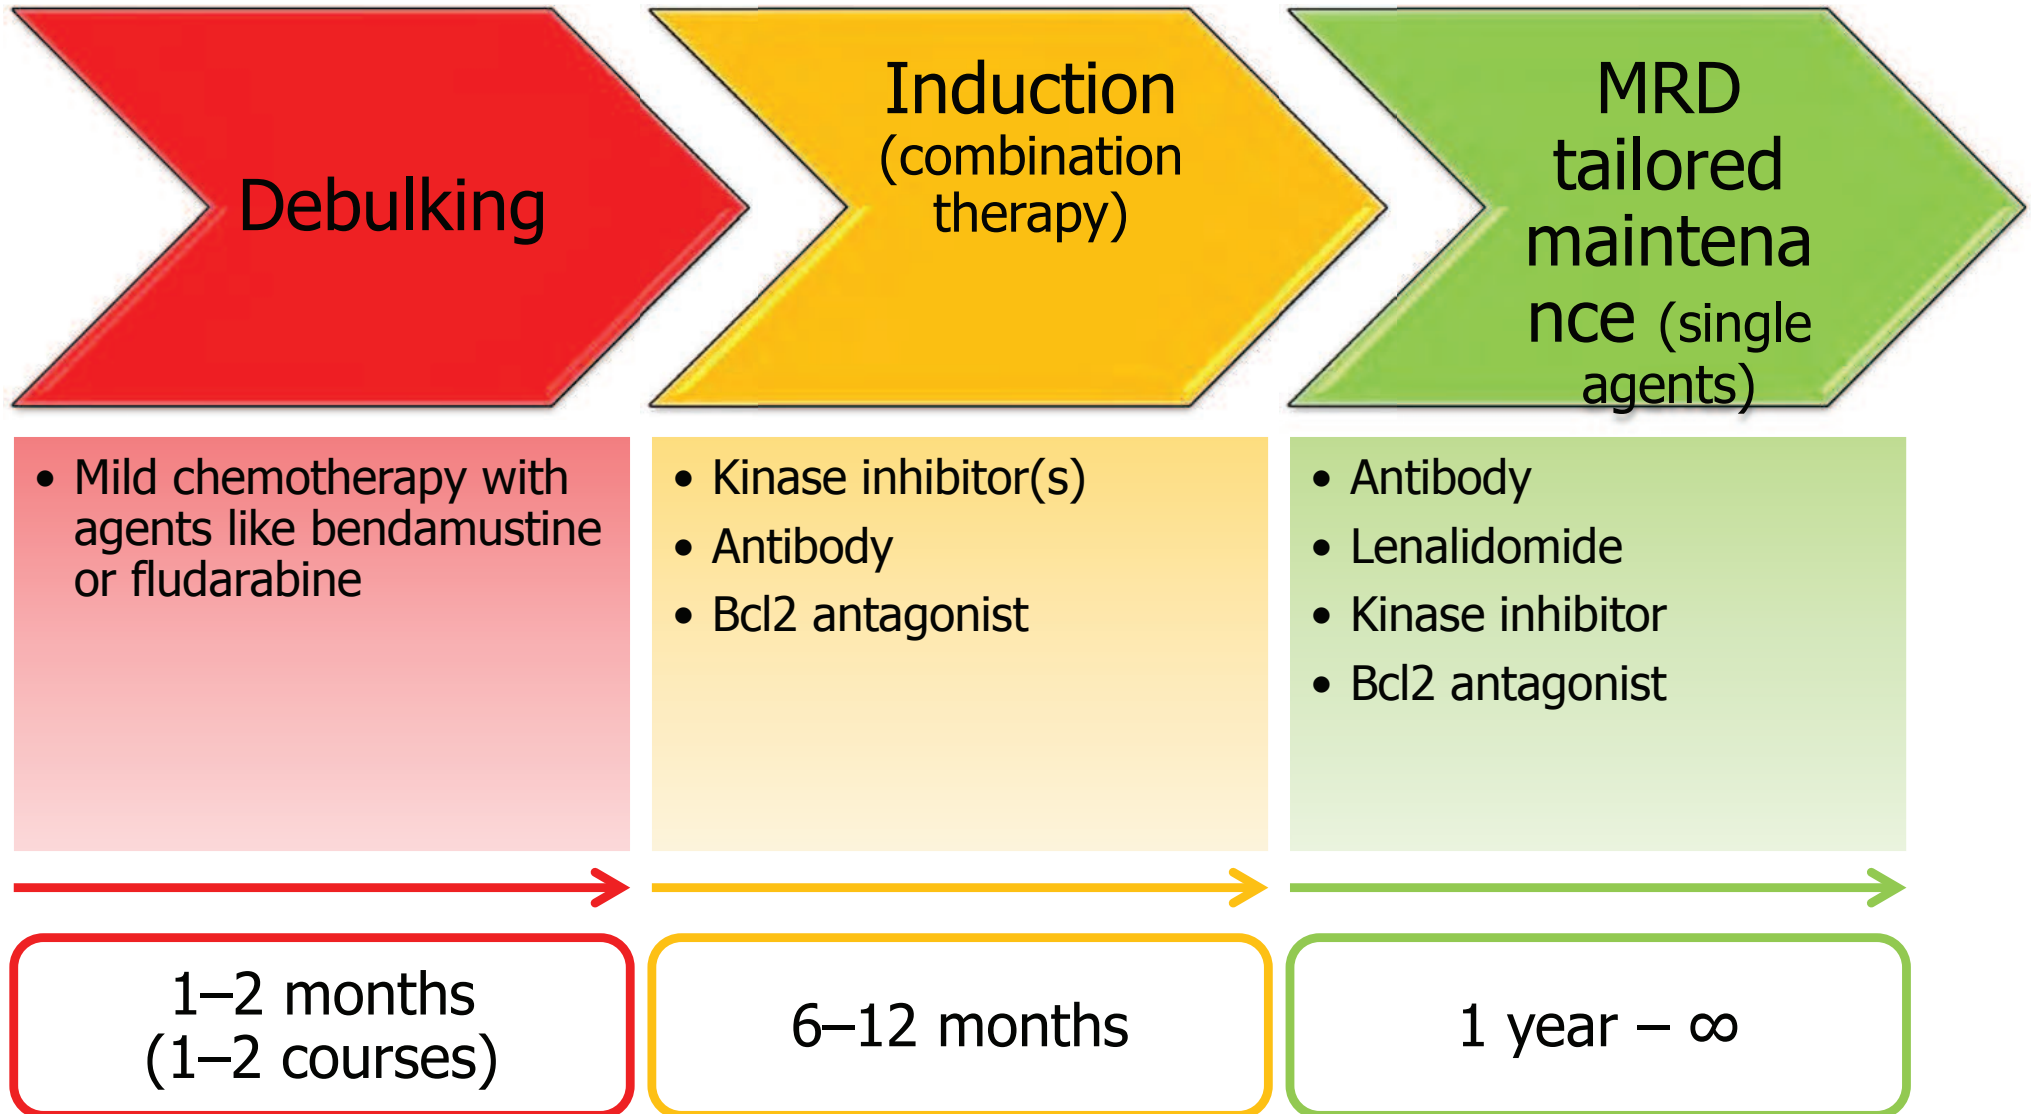 Debulking
Induction
(combination
therapy)
MRD
tailored
maintena
nce (single
agents)
• Mild chemotherapy with
agents like bendamustine
or fludarabine
• Kinase inhibitor(s)
• Antibody
• Bcl2 antagonist
• Antibody
• Lenalidomide
• Kinase inhibitor
• Bcl2 antagonist
1–2 months
(1–2 courses)
6–12 months
1 year – ∞